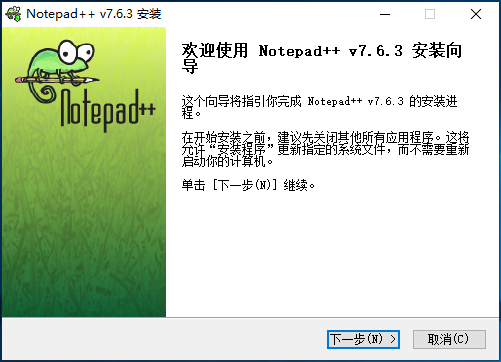 Notepad++ v7.6.3 安装
Notepad++
欢迎使用 Notepad++ v7.6.3 安装向
导
这个向导将指引你完成 Notepad++ v7.6.3 的安装进
程。
在开始安装之前，建议先关闭其他所有应用程序。这将
允许“安装程序”更新指定的系统文件，而不需要重新
启动你的计算机。
单击 [下一步(N)] 继续。
下一步(N) >
取消(C)